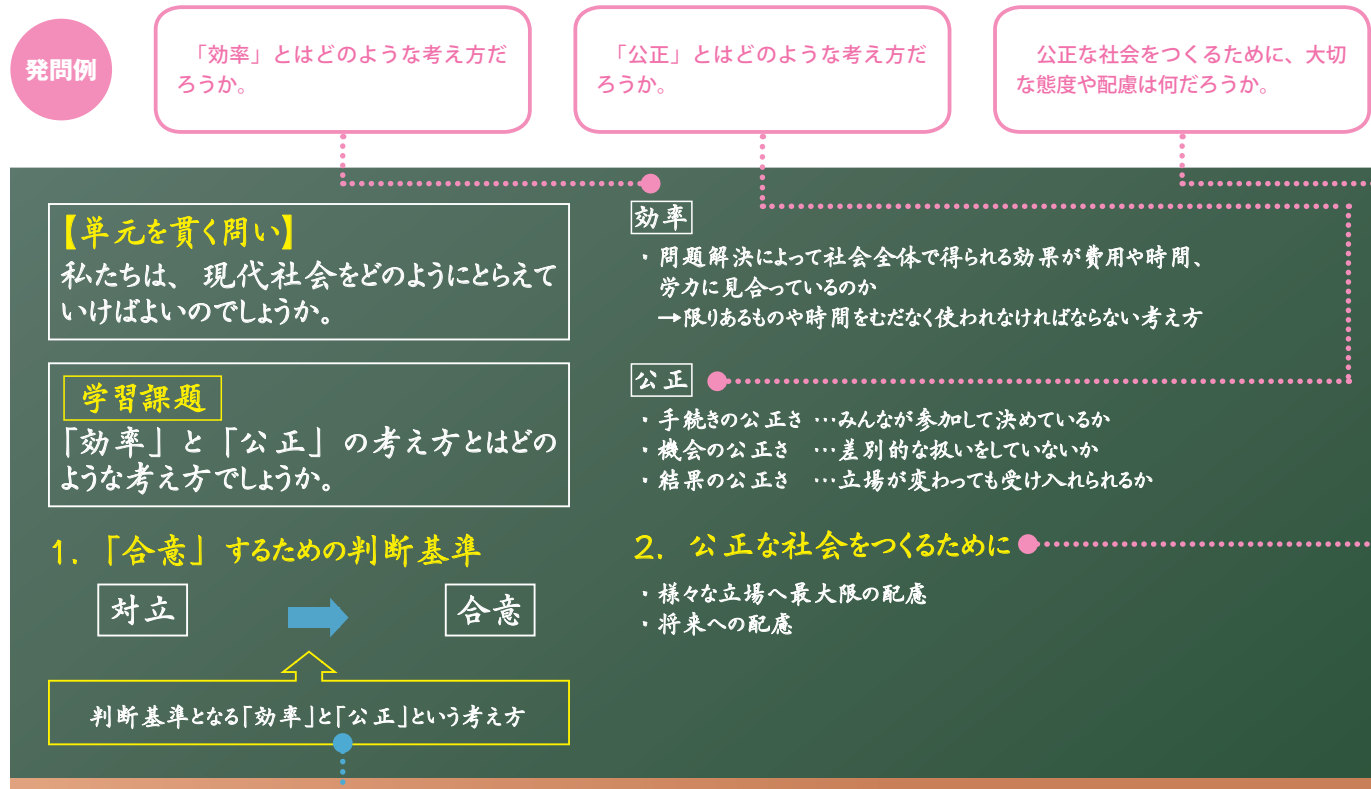 発問例
「効率」とはどのような考え方だ
ろうか。
「公正」とはどのような考え方だ
ろうか。
公正な社会をつくるために、大切
な態度や配慮は何だろうか。
【単元を貫く問い】
私たちは、現代社会をどのようにとらえて
いけばよいのでしょうか。
学習課題
「効率」と「公正」の考え方とはどの
ような考え方でしょうか。
1.「合意」するための判断基準
対立
合意
判断基準となる「効率」と「公正」という考え方
効率
・問題解決によって社会全体で得られる効果が費用や時間、
労力に見合っているのか
→限りあるものや時間をむだなく使われなければならない考え方
公正
・手続きの公正さ …みんなが参加して決めているか
・機会の公正さ …差別的な扱いをしていないか
・結果の公正さ …立場が変わっても受け入れられるか
2. 公正な社会をつくるために
・様々な立場へ最大限の配慮
・将来への配慮